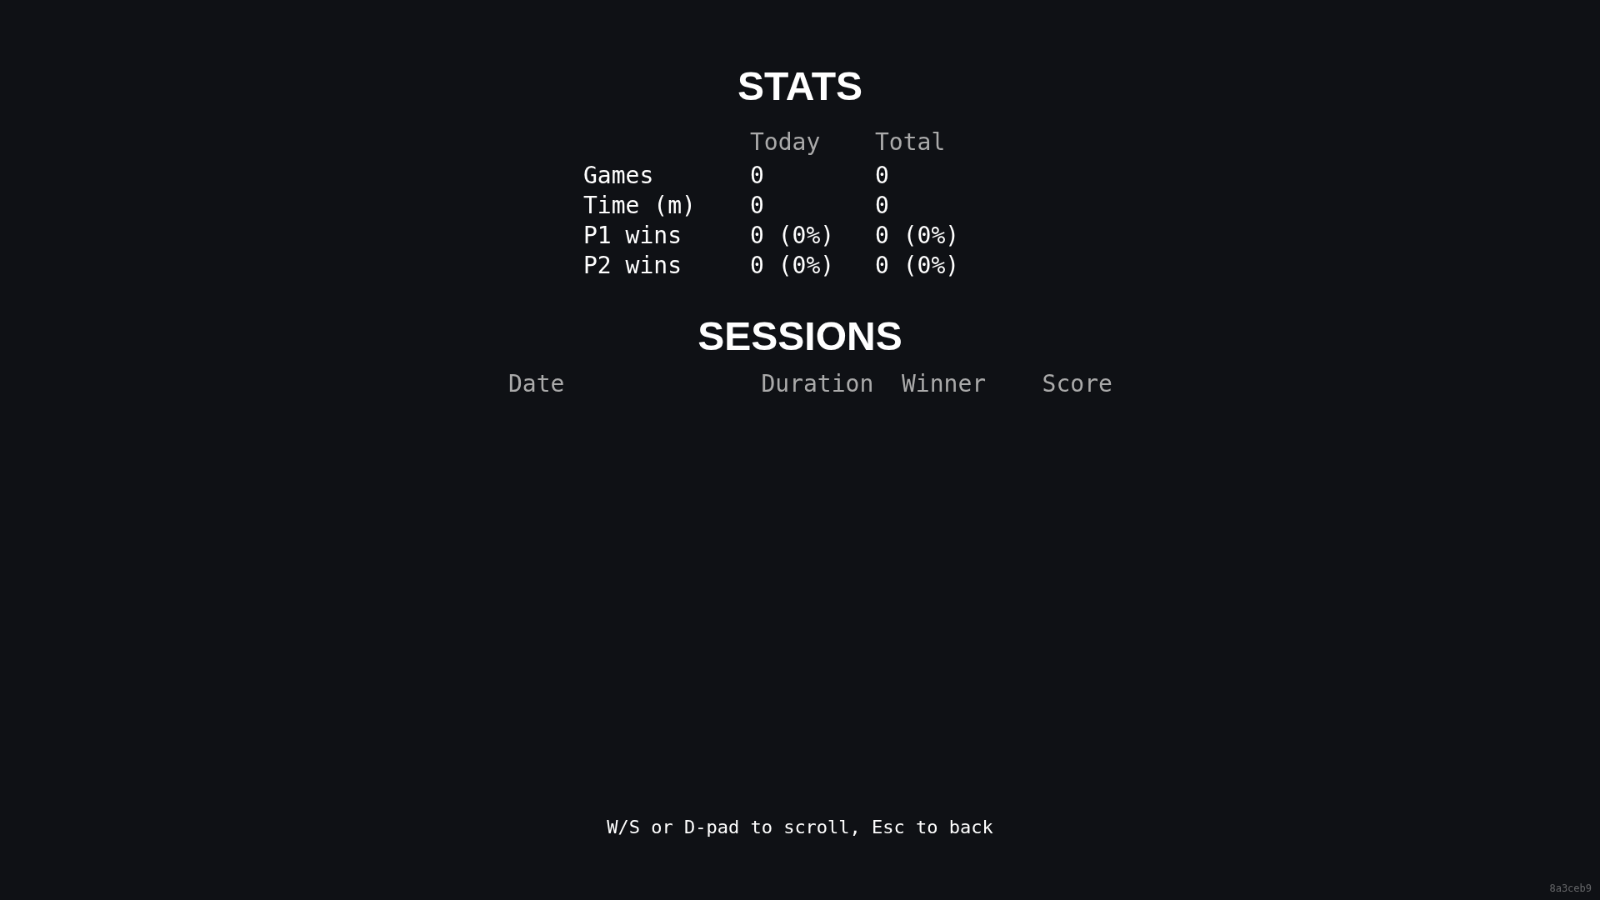 STATS
Today Total
Games 0 0
Time (m) 0 0
P1 wins 0 (0%) 0 (0%)
P2 wins 0 (0%) 0 (0%)
SESSIONS
Date Duration Winner Score
W/S or D-pad to scroll, Esc to back
8a3ceb9